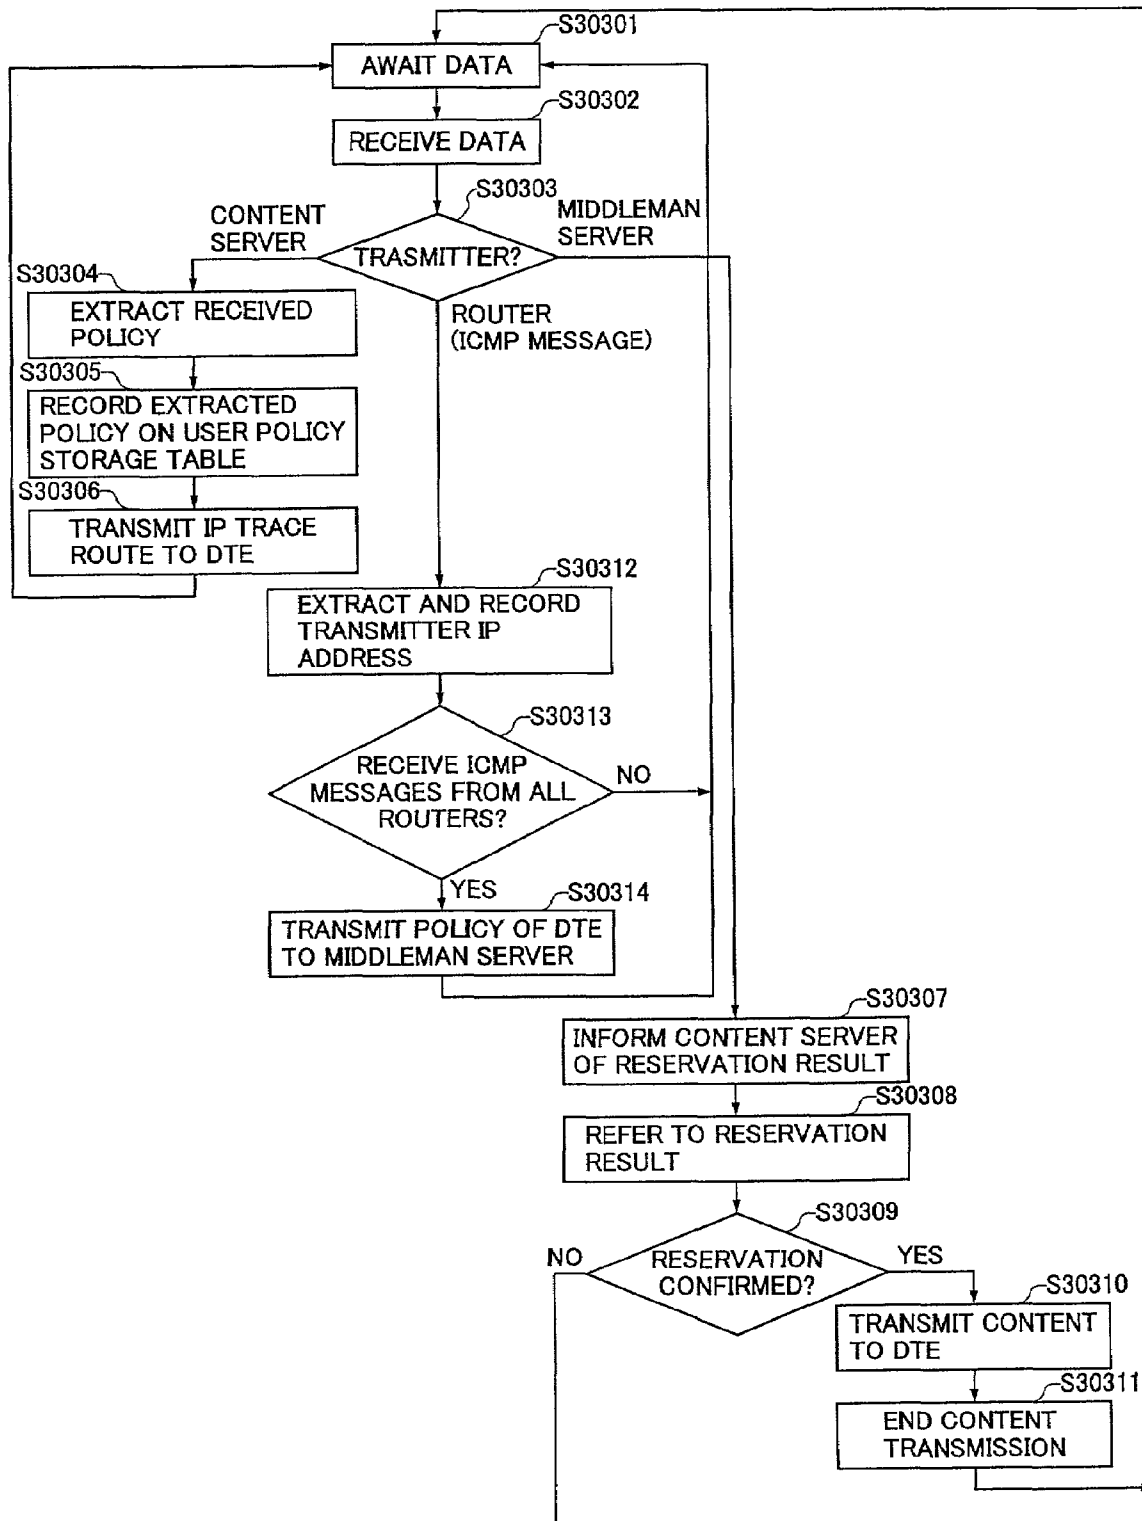 S30301
AWAIT DATA
S30302
RECEIVE DATA
S30303
CONTENT
SERVER
MIDDLEMAN
SERVER
TRASMITTER?
S30304
EXTRACT RECEIVED
POLICY
ROUTER
(ICMP MESSAGE)
S30305
RECORD EXTRACTED
POLICY ON USER POLICY
STORAGE TABLE
S30306
TRANSMIT IP TRACE
ROUTE TO DTE
S30312
EXTRACT AND RECORD
TRANSMITTER IP
ADDRESS
S30313
RECEIVE ICMP
MESSAGES FROM ALL
ROUTERS?
NO
YES
S30314
TRANSMIT POLICY OF DTE
TO MIDDLEMAN SERVER
S30307
INFORM CONTENT SERVER
OF RESERVATION RESULT
S30308
REFER TO RESERVATION
RESULT
S30309
NO
RESERVATION
CONFIRMED?
YES
S30310
TRANSMIT CONTENT
TO DTE
S30311
END CONTENT
TRANSMISSION